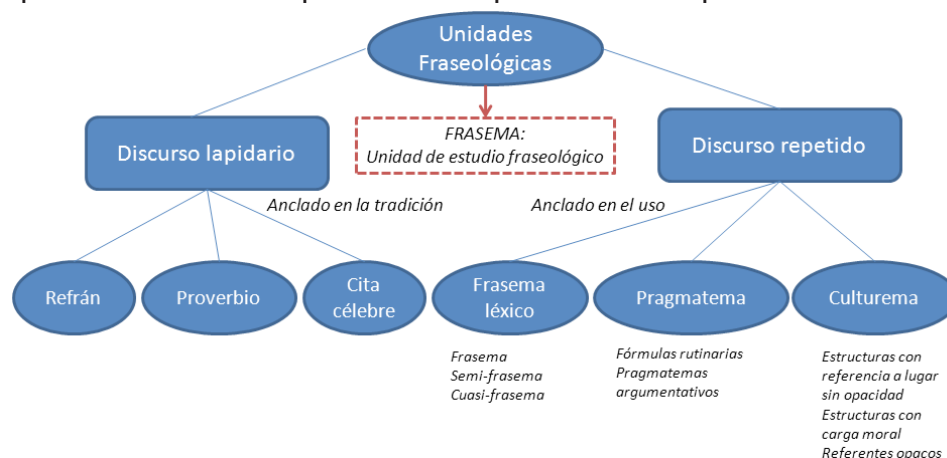 Unidades
Fraseológicas
FRASEMA:
Unidad de estudio fraseológico
Discurso lapidario
Discurso repetido
Anclado en la tradición
Anclado en el uso
Refrán
Proverbio
Cita
célebre
Frasema
léxico
Pragmatema
Culturema
Frasema
Semi-frasema
Cuasi-frasema
Fórmulas rutinarias
Pragmatemas
argumentativos
Estructuras con
referencia a lugar
sin opacidad
Estructuras con
carga moral
Referentes opacos